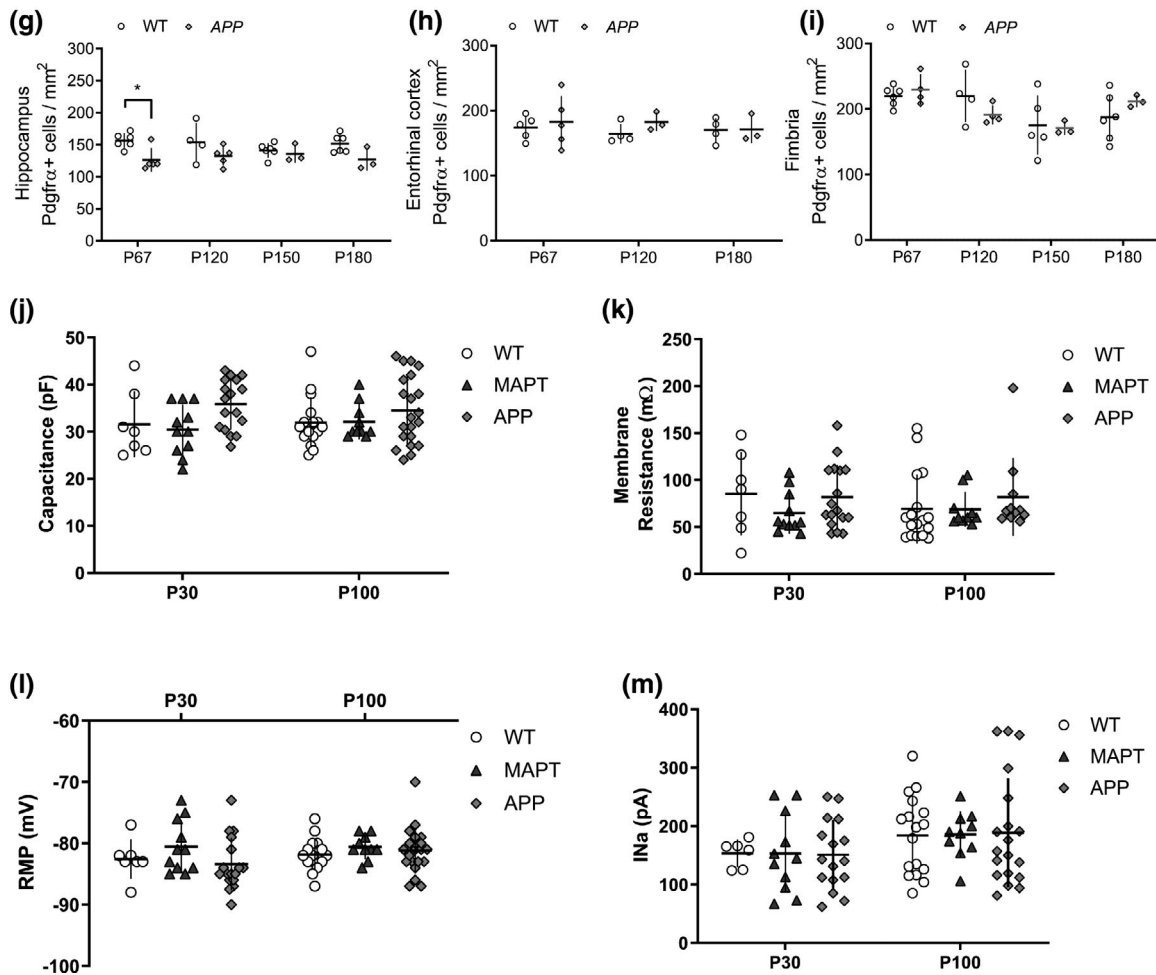 (g)
WT APP
Hippocampus
Pdgfrα+ cells / mm²
300
250
200
150
100
50
0
*
P67 P120 P150 P180
(h)
WT APP
Entorhinal cortex
Pdgfrα+ cells / mm²
300
200
100
0
P67 P120 P180
(i)
WT APP
Fimbria
Pdgfrα+ cells / mm²
300
200
100
0
P67 P120 P150 P180
(j)
Capacitance (pF)
50
40
30
20
10
0
P30 P100
WT
MAPT
APP
(k)
Membrane
Resistance (mΩ)
250
200
150
100
50
0
P30 P100
WT
MAPT
APP
(l)
P30 P100
RMP (mV)
-60
-70
-80
-90
-100
WT
MAPT
APP
(m)
INa (pA)
400
300
200
100
0
P30 P100
WT
MAPT
APP